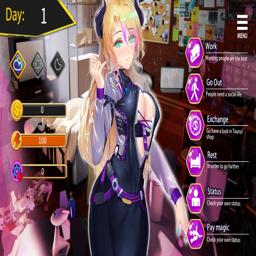 Day: 1
MENU
Work
Working people are the best
Go Out
People need a social life
0
Exchange
Go have a look in Taurus'
shop
100
Rest
In order to go further
0
Status
Check your own status
Pay magic
Check your own status